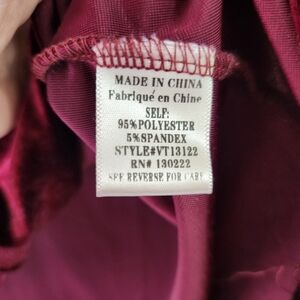 MADE IN CHINA
Fabriqué en Chine
SELF:
95%POLYESTER
5%SPANDEX
STYLE#VT13122
RN# 130222
SEE REVERSE FOR CARE